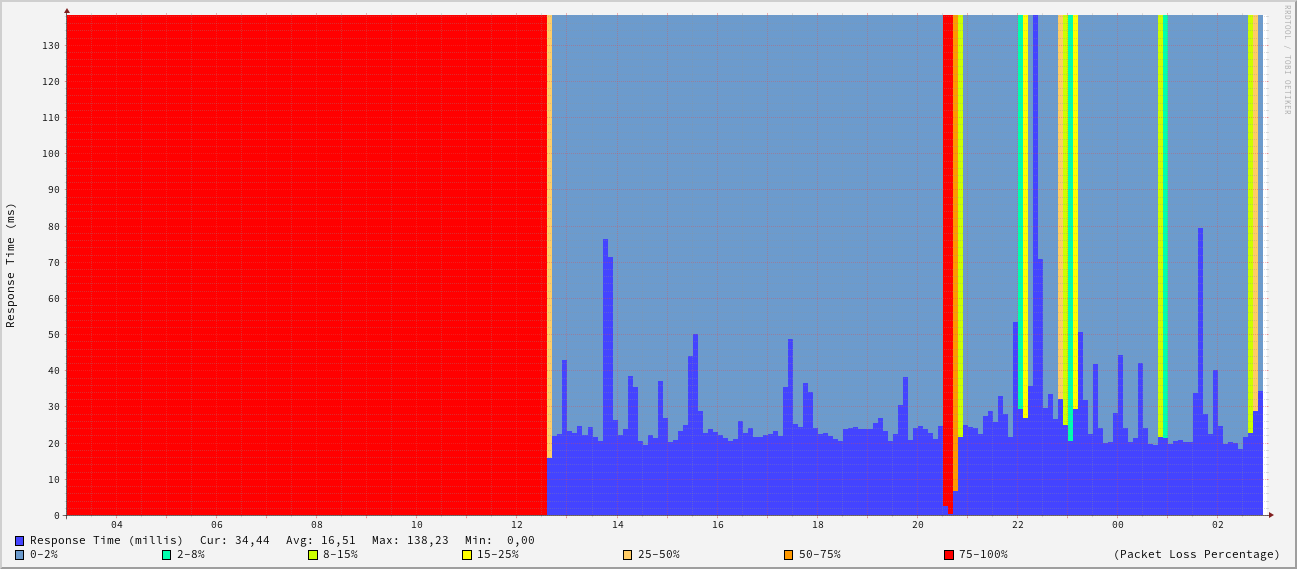 RRDTOOL / TOBI OETIKER
Response Time (ms)
130
120
110
100
90
80
70
60
50
40
30
20
10
0
04 06 08 10 12 14 16 18 20 22 00 02
Response Time (millis) Cur: 34,44 Avg: 16,51 Max: 138,23 Min: 0,00
0-2% 2-8% 8-15% 15-25% 25-50% 50-75% 75-100% (Packet Loss Percentage)